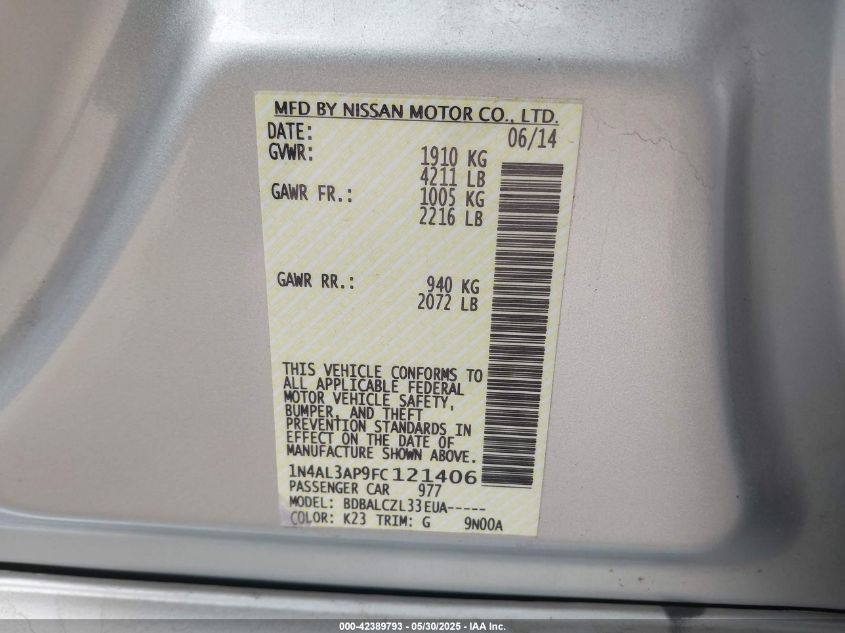 MFD BY NISSAN MOTOR CO., LTD.
DATE: 06/14
GVWR: 1910 KG
4211 LB
GAWR FR.: 1005 KG
2216 LB
GAWR RR.: 940 KG
2072 LB
THIS VEHICLE CONFORMS TO
ALL APPLICABLE FEDERAL
MOTOR VEHICLE SAFETY,
BUMPER, AND THEFT
PREVENTION STANDARDS IN
EFFECT ON THE DATE OF
MANUFACTURE SHOWN ABOVE.
1N4AL3AP9FC121406
PASSENGER CAR 977
MODEL: BDBALCZL33EUA-----
COLOR: K23 TRIM: G 9N00A
000-42389793 - 05/30/2025 - IAA Inc.